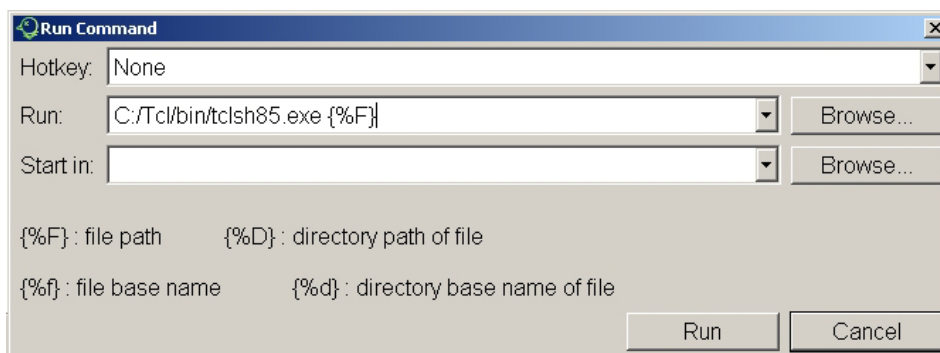 Run Command
Hotkey: None
Run: C:/Tcl/bin/tclsh85.exe {%F} Browse...
Start in: Browse...
{%F} : file path {%D} : directory path of file
{%f} : file base name {%d} : directory base name of file
Run Cancel